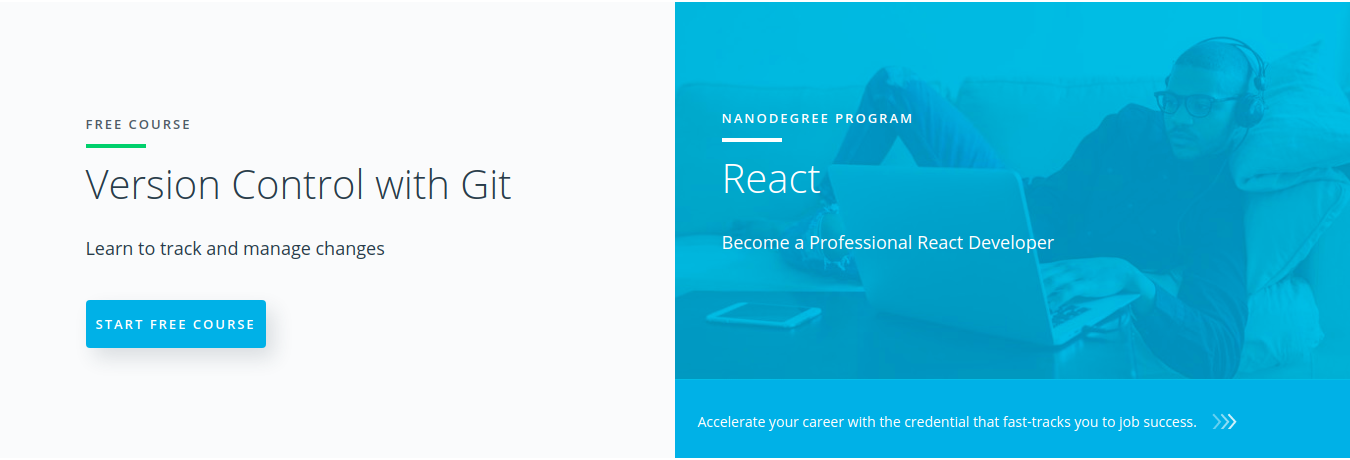 FREE COURSE
Version Control with Git
Learn to track and manage changes
START FREE COURSE
NANODEGREE PROGRAM
React
Become a Professional React Developer
Accelerate your career with the credential that fast-tracks you to job success.